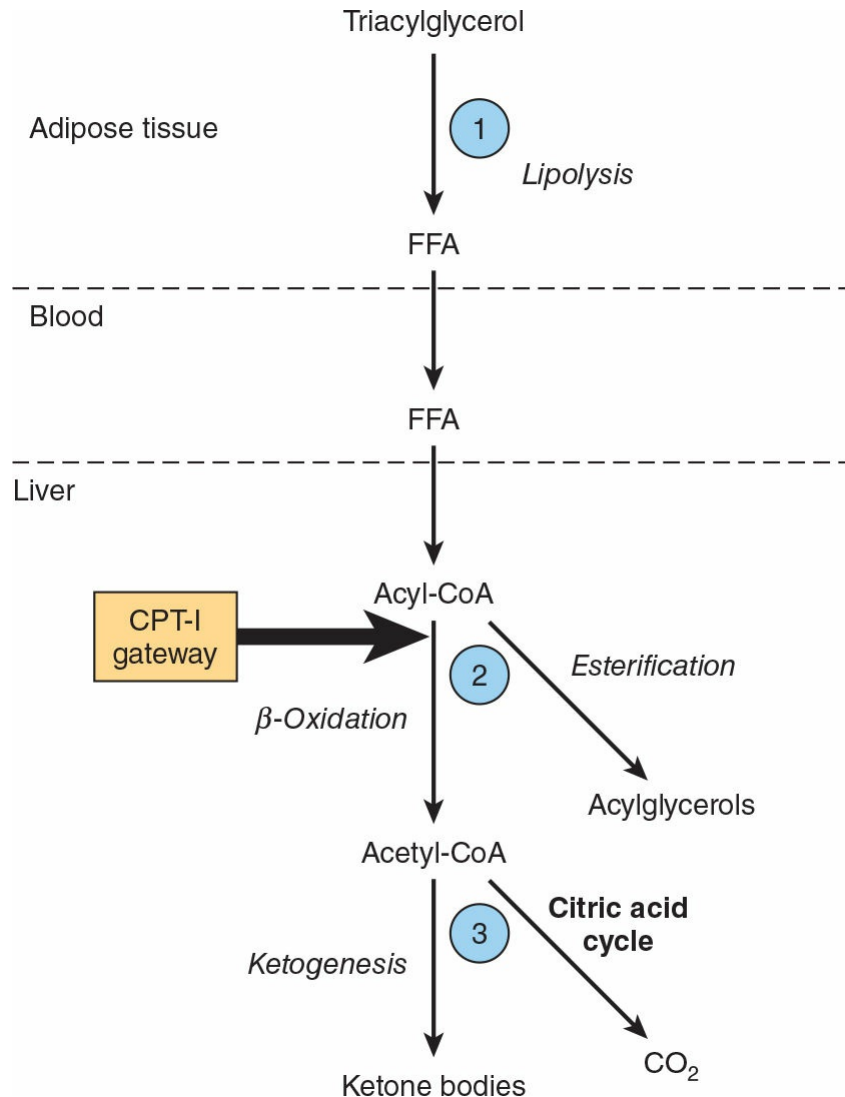 Triacylglycerol
Adipose tissue
1
Lipolysis
FFA
Blood
FFA
Liver
Acyl-CoA
CPT-I
gateway
2
Esterification
β-Oxidation
Acylglycerols
Acetyl-CoA
Citric acid
cycle
3
Ketogenesis
CO₂
Ketone bodies